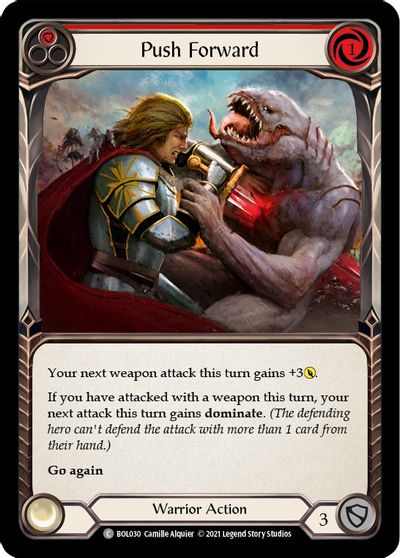 Push Forward
1
Your next weapon attack this turn gains +3
If you have attacked with a weapon this turn, your
next attack this turn gains dominate. (The defending
hero can't defend the attack with more than 1 card from
their hand.)
Go again
Warrior Action
3
C BOL030 Camille Alquier © 2021 Legend Story Studios